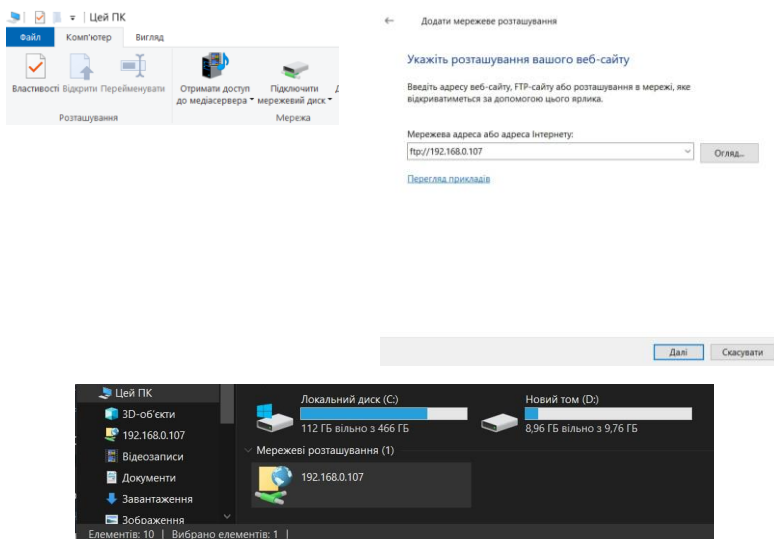 Цей ПК
Файл Комп'ютер Вигляд
Властивості Відкрити Перейменувати
Отримати доступ до медіасервера
Підключити мережевий диск
Розташування
Мережа
Додати мережеве розташування
Укажіть розташування вашого веб-сайту
Введіть адресу веб-сайту, FTP-сайту або розташування в мережі, яке
відкриватиметься за допомогою цього ярлика.
Мережева адреса або адреса Інтернету:
ftp://192.168.0.107
Огляд...
Перегляд прикладів
Далі Скасувати
Цей ПК
3D-об'єкти
192.168.0.107
Відеозаписи
Документи
Завантаження
Зображення
Локальний диск (C:)
112 ГБ вільно з 466 ГБ
Новий том (D:)
8,96 ГБ вільно з 9,76 ГБ
Мережеві розташування (1)
192.168.0.107
Елементів: 10 | Вибрано елементів: 1 |